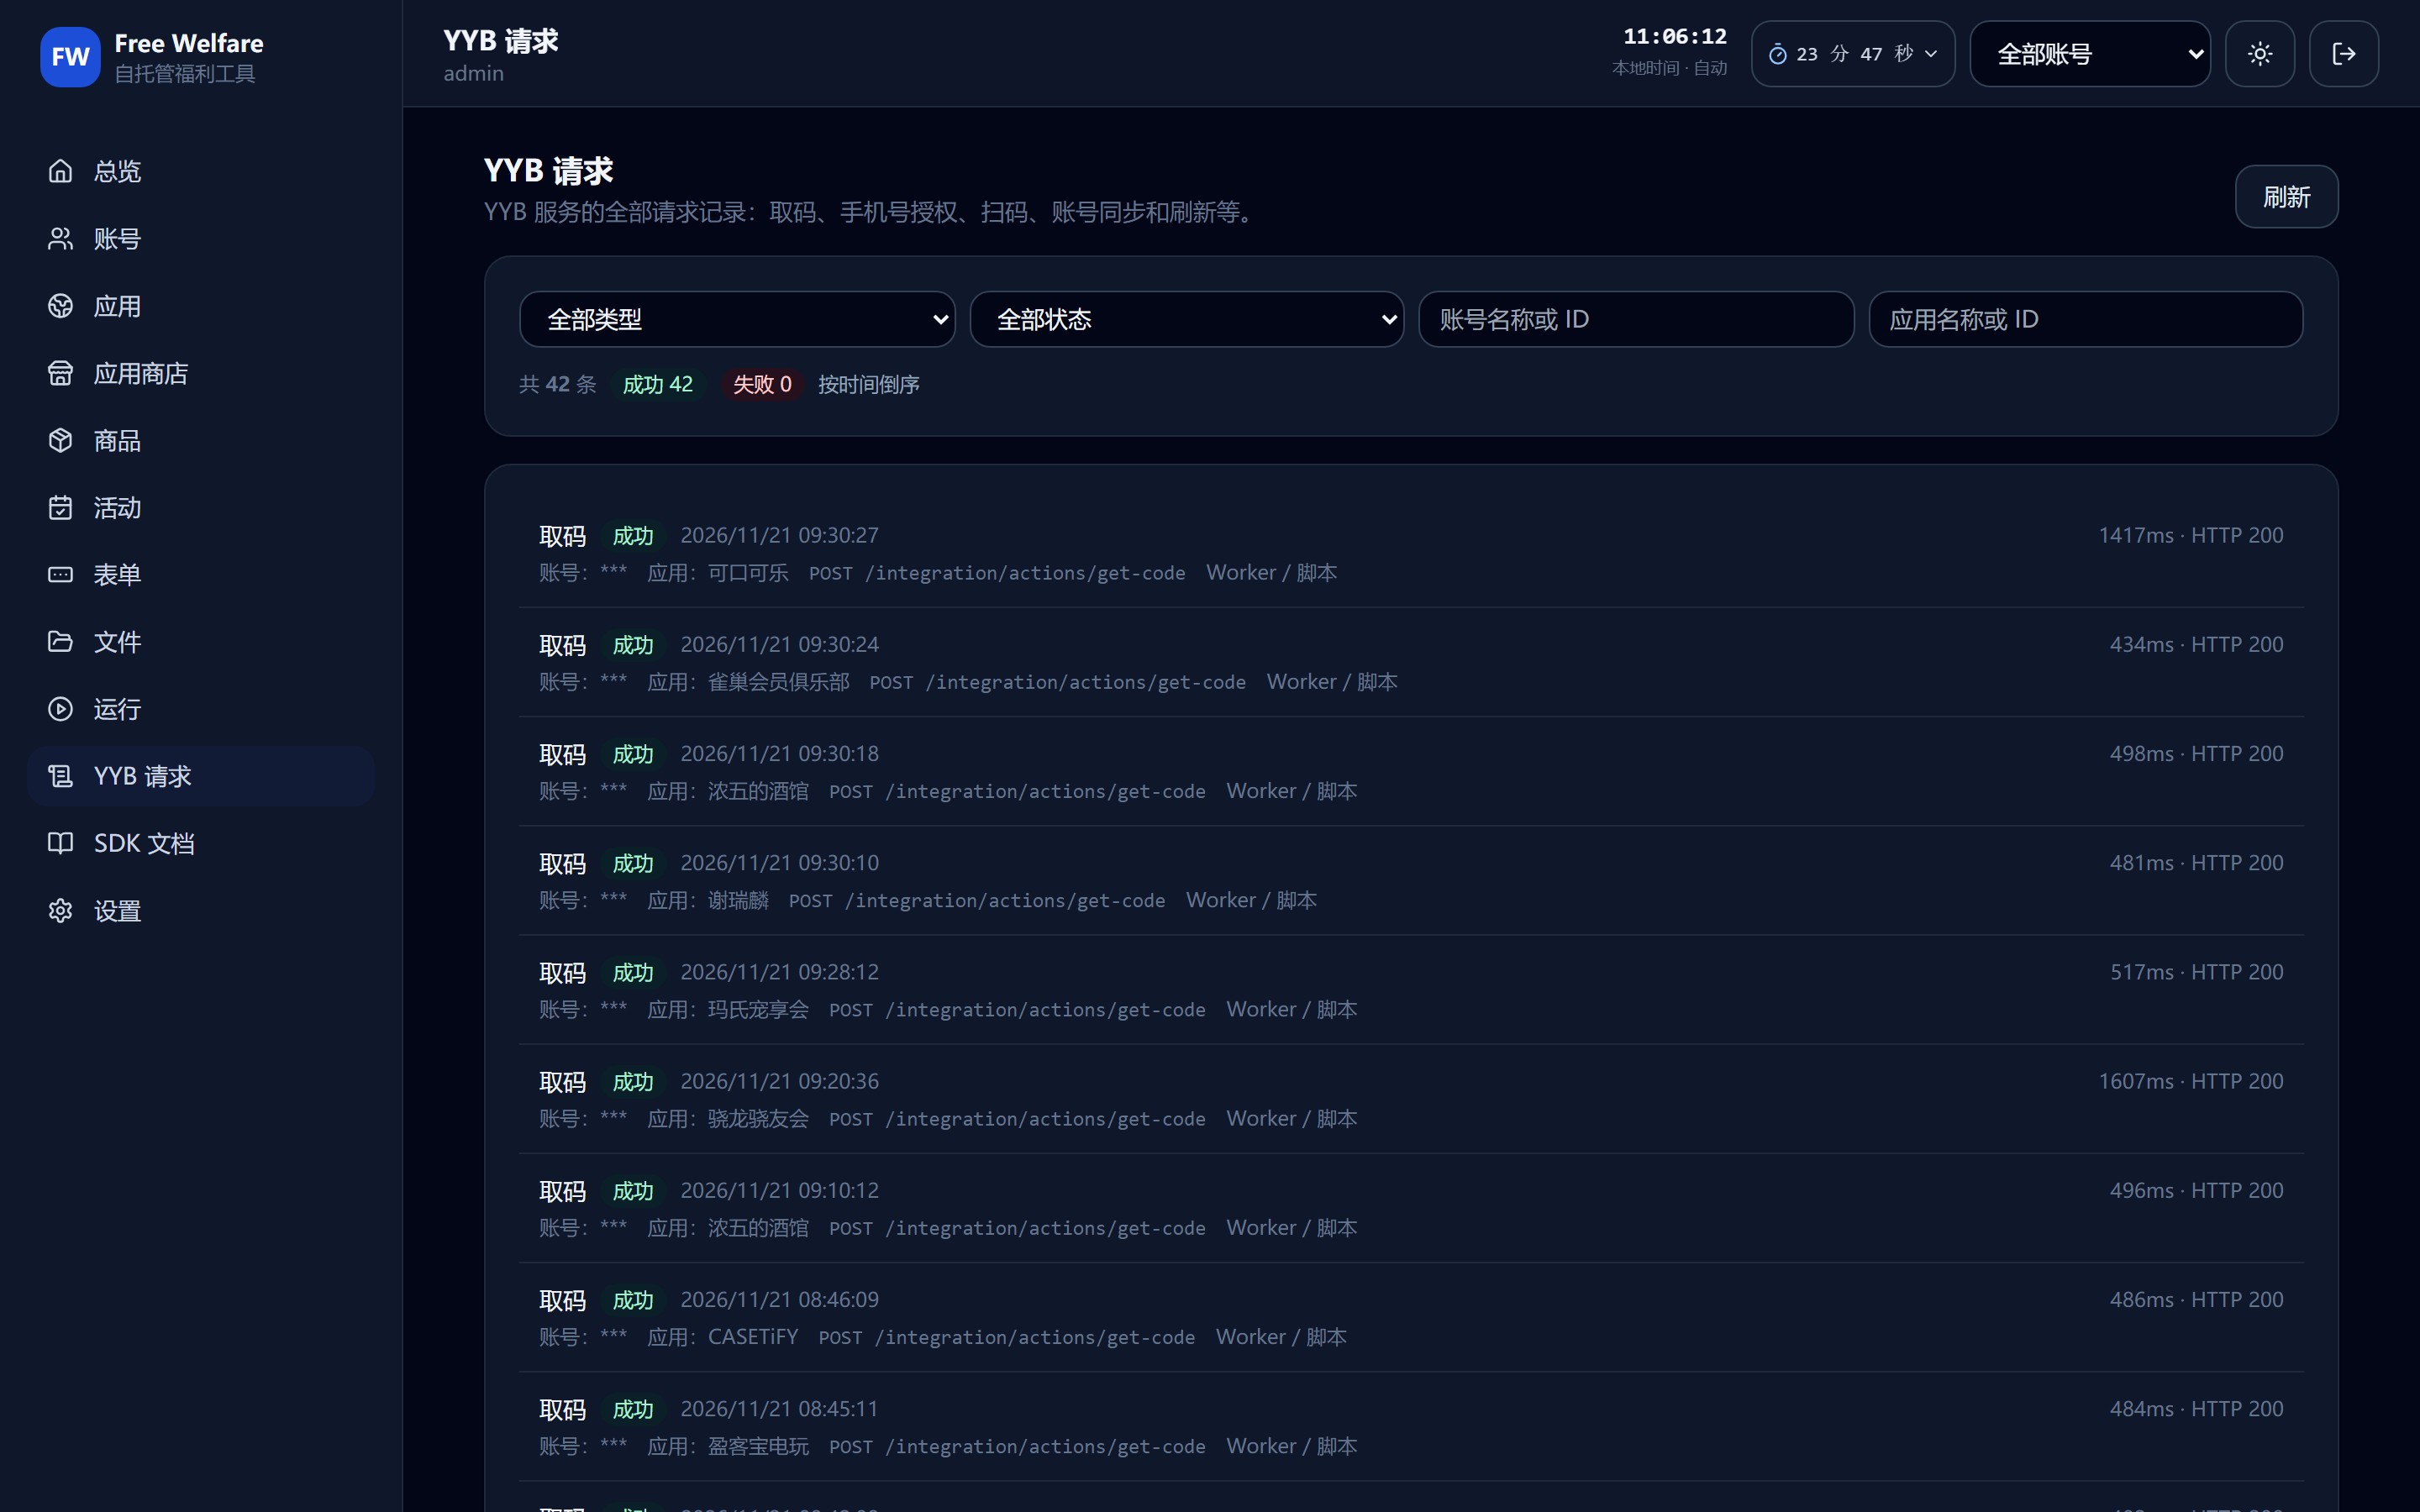 FW Free Welfare
自托管福利工具
总览
账号
应用
应用商店
商品
活动
表单
文件
运行
YYB 请求
SDK 文档
设置
YYB 请求
admin
11:06:12
本地时间 · 自动
23 分 47 秒
全部账号
YYB 请求
YYB 服务的全部请求记录：取码、手机号授权、扫码、账号同步和刷新等。
刷新
全部类型 全部状态 账号名称或 ID 应用名称或 ID
共 42 条 成功 42 失败 0 按时间倒序
取码 成功 2026/11/21 09:30:27 1417ms · HTTP 200
账号：*** 应用：可口可乐 POST /integration/actions/get-code Worker / 脚本
取码 成功 2026/11/21 09:30:24 434ms · HTTP 200
账号：*** 应用：雀巢会员俱乐部 POST /integration/actions/get-code Worker / 脚本
取码 成功 2026/11/21 09:30:18 498ms · HTTP 200
账号：*** 应用：浓五的酒馆 POST /integration/actions/get-code Worker / 脚本
取码 成功 2026/11/21 09:30:10 481ms · HTTP 200
账号：*** 应用：谢瑞麟 POST /integration/actions/get-code Worker / 脚本
取码 成功 2026/11/21 09:28:12 517ms · HTTP 200
账号：*** 应用：玛氏宠享会 POST /integration/actions/get-code Worker / 脚本
取码 成功 2026/11/21 09:20:36 1607ms · HTTP 200
账号：*** 应用：骁龙骁友会 POST /integration/actions/get-code Worker / 脚本
取码 成功 2026/11/21 09:10:12 496ms · HTTP 200
账号：*** 应用：浓五的酒馆 POST /integration/actions/get-code Worker / 脚本
取码 成功 2026/11/21 08:46:09 486ms · HTTP 200
账号：*** 应用：CASETiFY POST /integration/actions/get-code Worker / 脚本
取码 成功 2026/11/21 08:45:11 484ms · HTTP 200
账号：*** 应用：盈客宝电玩 POST /integration/actions/get-code Worker / 脚本